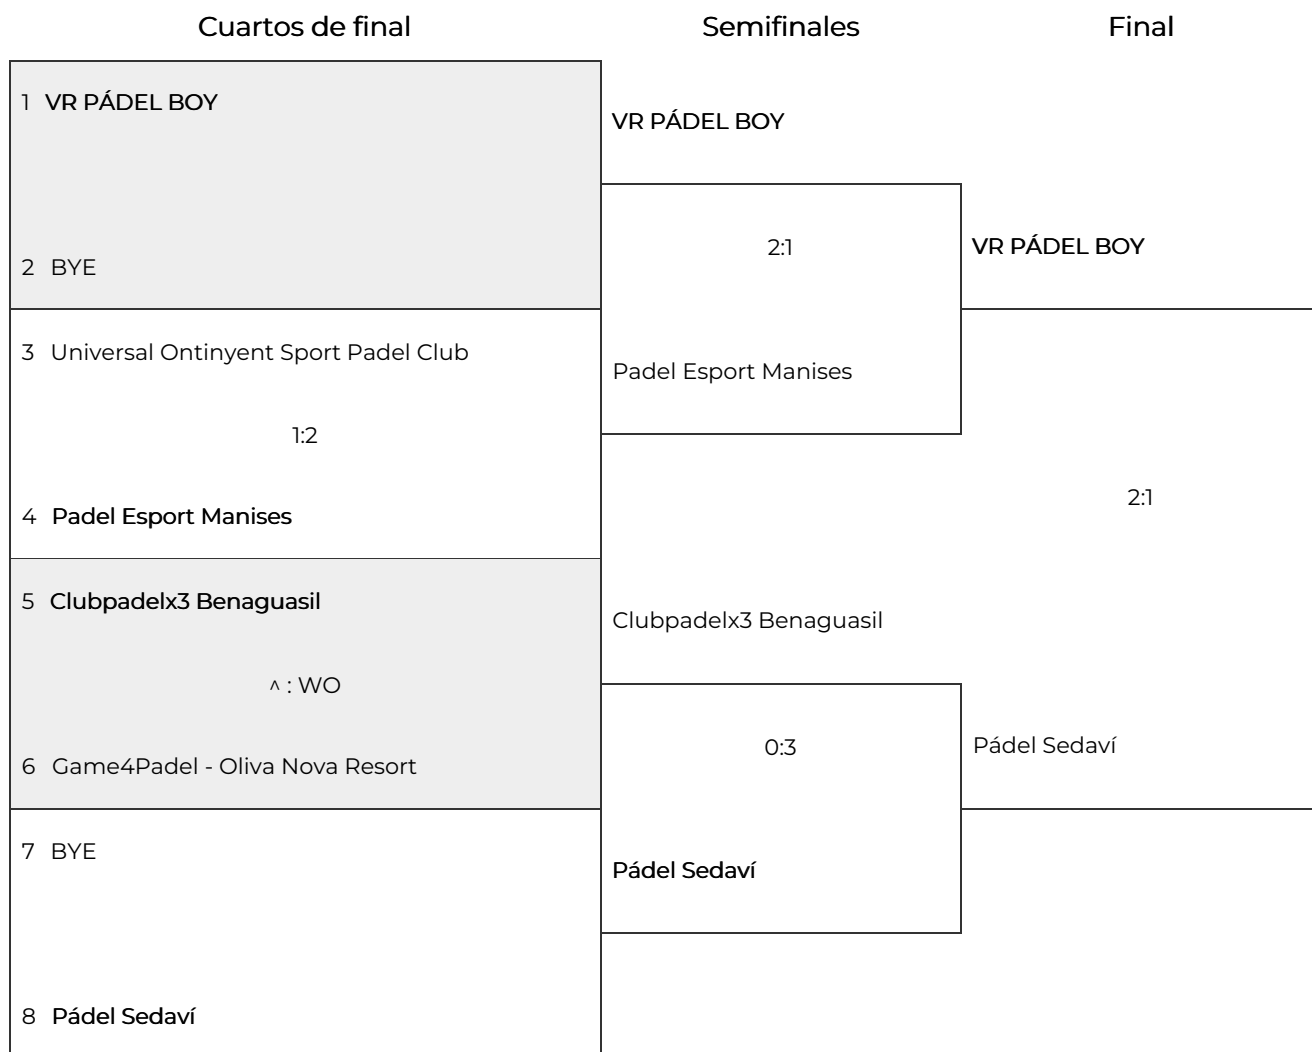 Cuartos de final
Semifinales
Final
1 VR PÁDEL BOY
2 BYE
3 Universal Ontinyent Sport Padel Club
1:2
4 Padel Esport Manises
5 Clubpadelx3 Benaguasil
^ : WO
6 Game4Padel - Oliva Nova Resort
7 BYE
8 Pádel Sedaví
VR PÁDEL BOY
2:1
Padel Esport Manises
Clubpadelx3 Benaguasil
0:3
Pádel Sedaví
VR PÁDEL BOY
2:1
Pádel Sedaví